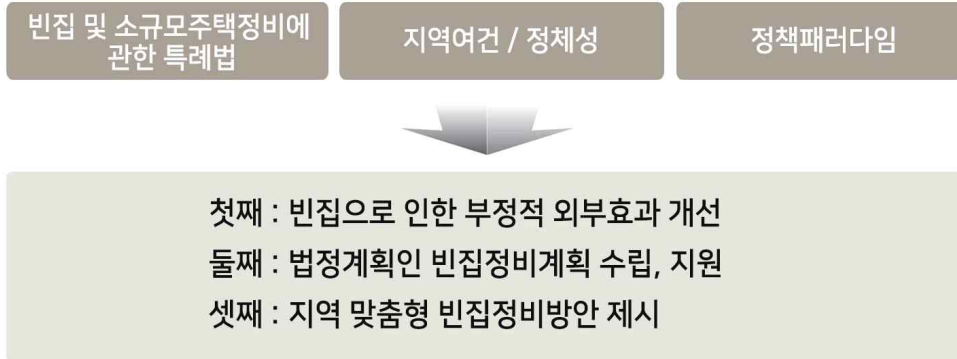 빈집 및 소규모주택정비에
관한 특례법
지역여건 / 정체성
정책패러다임
첫째 : 빈집으로 인한 부정적 외부효과 개선
둘째 : 법정계획인 빈집정비계획 수립, 지원
셋째 : 지역 맞춤형 빈집정비방안 제시